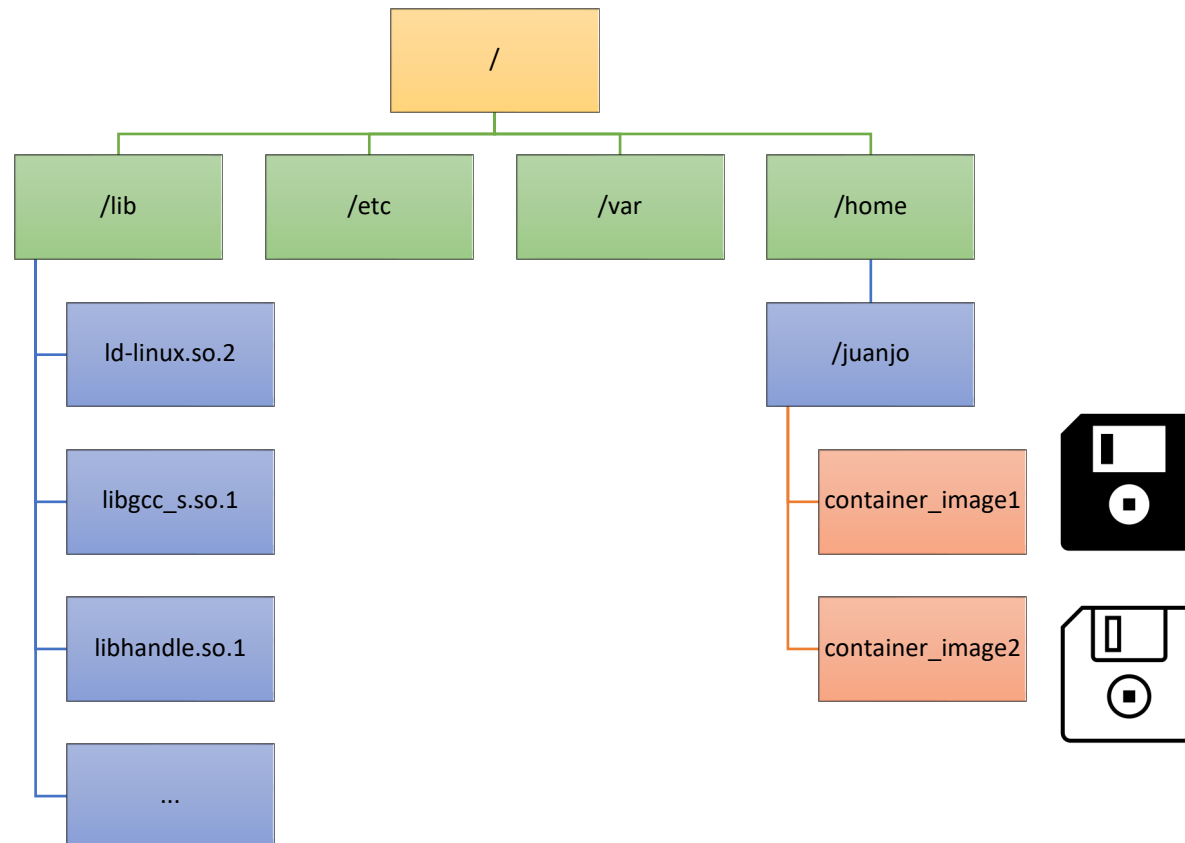 /
/lib
/etc
/var
/home
ld-linux.so.2
/juanjo
libgcc_s.so.1
container_image1
libhandle.so.1
container_image2
...